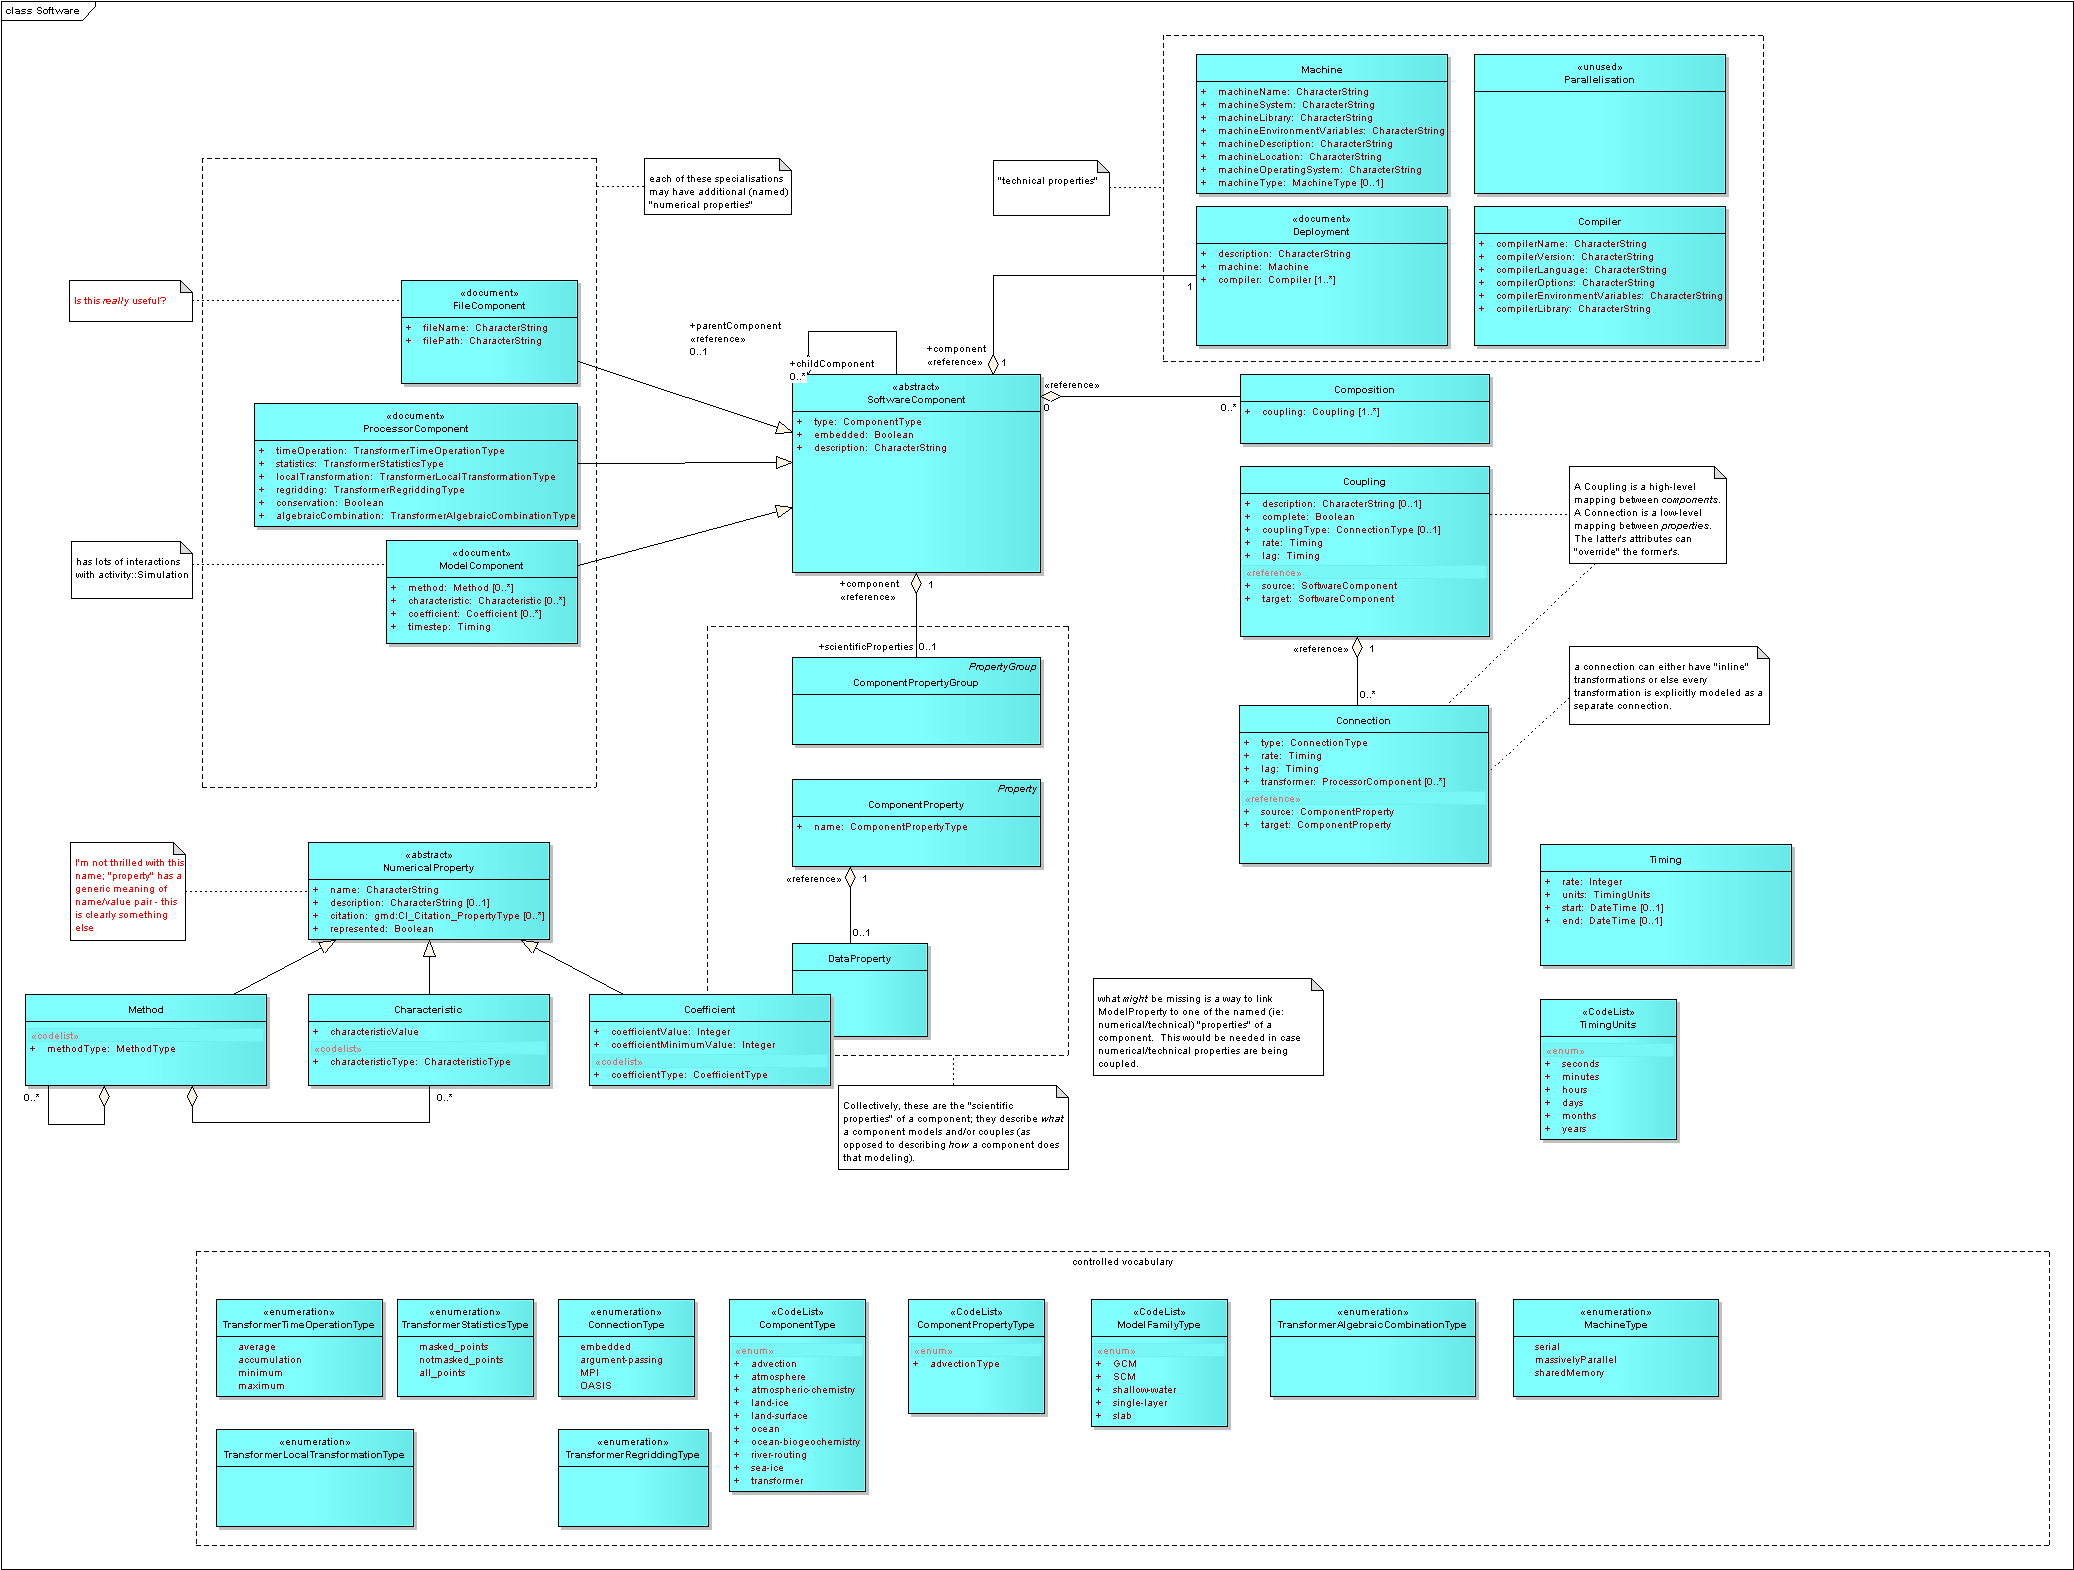 class Software
Machine
+ machineName: CharacterString
+ machineSystem: CharacterString
+ machineLibrary: CharacterString
+ machineEnvironmentVariables: CharacterString
+ machineDescription: CharacterString
+ machineLocation: CharacterString
+ machineOperatingSystem: CharacterString
+ machineType: MachineType [0..1]
«unused»
Parallelisation
"technical properties"
«document»
Deployment
+ description: CharacterString
+ machine: Machine
+ compiler: Compiler [1..*]
Compiler
+ compilerName: CharacterString
+ compilerVersion: CharacterString
+ compilerLanguage: CharacterString
+ compilerOptions: CharacterString
+ compilerEnvironmentVariables: CharacterString
+ compilerLibrary: CharacterString
each of these specialisations
may have additional (named)
"numerical properties"
Is this really useful?
«document»
FileComponent
+ fileName: CharacterString
+ filePath: CharacterString
«document»
ProcessorComponent
+ timeOperation: TransformerTimeOperationType
+ statistics: TransformerStatisticsType
+ localTransformation: TransformerLocalTransformationType
+ regridding: TransformerRegriddingType
+ conservation: Boolean
+ algebraicCombination: TransformerAlgebraicCombinationType
has lots of interactions
with activity::Simulation
«document»
ModelComponent
+ method: Method [0..*]
+ characteristic: Characteristic [0..*]
+ coefficient: Coefficient [0..*]
+ timestep: Timing
+parentComponent
«reference»
0..1
+childComponent
0..*
+component
«reference»
1
1
«abstract»
SoftwareComponent
+ type: ComponentType
+ embedded: Boolean
+ description: CharacterString
«reference»
0
0..*
Composition
+ coupling: Coupling [1..*]
Coupling
+ description: CharacterString [0..1]
+ complete: Boolean
+ couplingType: ConnectionType [0..1]
+ rate: Timing
+ lag: Timing
«reference»
+ source: SoftwareComponent
+ target: SoftwareComponent
A Coupling is a high-level
mapping between components.
A Connection is a low-level
mapping between properties.
The latter's attributes can
"override" the former's.
«reference»
1
0..*
a connection can either have "inline"
transformations or else every
transformation is explicitly modeled as a
separate connection.
Connection
+ type: ConnectionType
+ rate: Timing
+ lag: Timing
+ transformer: ProcessorComponent [0..*]
«reference»
+ source: ComponentProperty
+ target: ComponentProperty
+component
«reference»
1
+scientificProperties
0..1
PropertyGroup
ComponentPropertyGroup
Property
ComponentProperty
+ name: ComponentPropertyType
«reference»
1
0..1
DataProperty
I'm not thrilled with this
name; "property" has a
generic meaning of
name/value pair - this
is clearly something
else
«abstract»
NumericalProperty
+ name: CharacterString
+ description: CharacterString [0..1]
+ citation: gmd:CI_Citation_PropertyType [0..*]
+ represented: Boolean
Method
«codelist»
+ methodType: MethodType
0..*
Characteristic
+ characteristicValue
«codelist»
+ characteristicType: CharacteristicType
0..*
Coefficient
+ coefficientValue: Integer
+ coefficientMinimumValue: Integer
«codelist»
+ coefficientType: CoefficientType
Collectively, these are the "scientific
properties" of a component; they describe what
a component models and/or couples (as
opposed to describing how a component does
that modeling).
what might be missing is a way to link
ModelProperty to one of the named (ie:
numerical/technical) "properties" of a
component. This would be needed in case
numerical/technical properties are being
coupled.
Timing
+ rate: Integer
+ units: TimingUnits
+ start: DateTime [0..1]
+ end: DateTime [0..1]
«CodeList»
TimingUnits
«enum»
+ seconds
+ minutes
+ hours
+ days
+ months
+ years
controlled vocabulary
«enumeration»
TransformerTimeOperationType
average
accumulation
minimum
maximum
«enumeration»
TransformerStatisticsType
masked_points
notmasked_points
all_points
«enumeration»
ConnectionType
embedded
argument-passing
MPI
OASIS
«CodeList»
ComponentType
«enum»
+ advection
+ atmosphere
+ atmospheric-chemistry
+ land-ice
+ land-surface
+ ocean
+ ocean-biogeochemistry
+ river-routing
+ sea-ice
+ transformer
«CodeList»
ComponentPropertyType
«enum»
+ advectionType
«CodeList»
ModelFamilyType
«enum»
+ GCM
+ SCM
+ shallow-water
+ single-layer
+ slab
«enumeration»
TransformerAlgebraicCombinationType
«enumeration»
MachineType
serial
massivelyParallel
sharedMemory
«enumeration»
TransformerLocalTransformationType
«enumeration»
TransformerRegriddingType